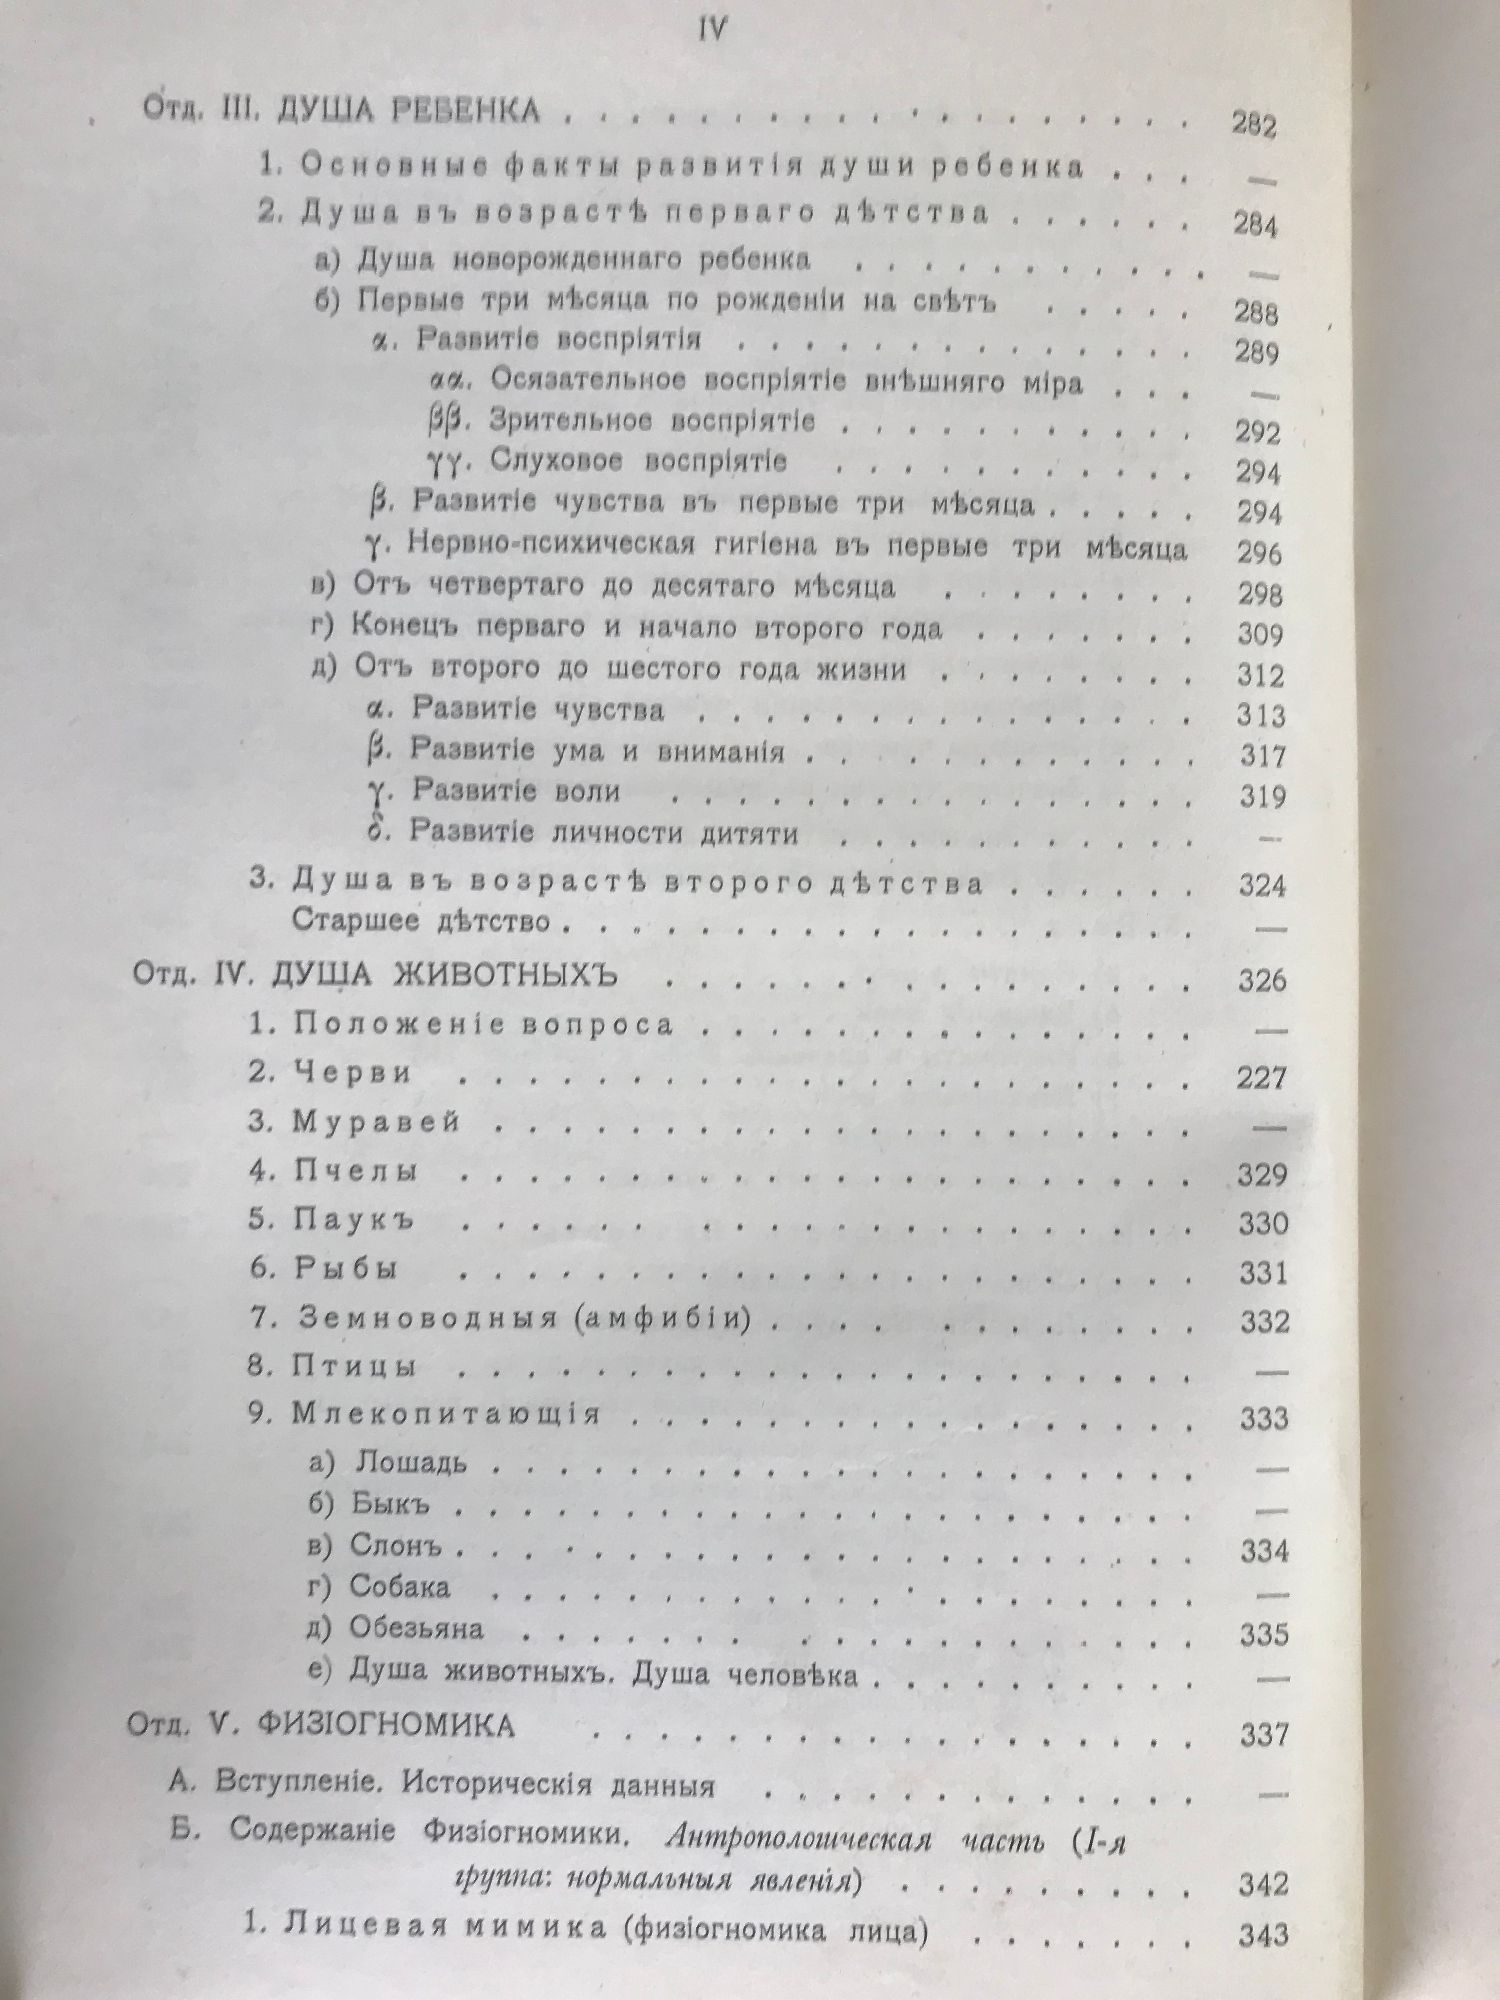 IV
Отд. III. ДУША РЕБЕНКА . . . . . . . . . . . . . . . . . . . 282
1. Основные факты развитія души ребенка . . . —
2. Душа въ возрастѣ перваго дѣтства . . . . . . 284
а) Душа новорожденнаго ребенка . . . . . . . . . . . —
б) Первые три мѣсяца по рожденіи на свѣтъ . . . . . 288
α. Развитіе воспріятія . . . . . . . . . . . . . . 289
αα. Осязательное воспріятіе внѣшняго міра . . . —
ββ. Зрительное воспріятіе . . . . . . . . . . . 292
γγ. Слуховое воспріятіе . . . . . . . . . . . 294
β. Развитіе чувства въ первые три мѣсяца . . . . . 294
γ. Нервно-психическая гигіена въ первые три мѣсяца 296
в) Отъ четвертаго до десятаго мѣсяца . . . . . . . . 298
г) Конецъ перваго и начало второго года . . . . . . . 309
д) Отъ второго до шестого года жизни . . . . . . . . 312
α. Развитіе чувства . . . . . . . . . . . . . . . 313
β. Развитіе ума и вниманія . . . . . . . . . . . 317
γ. Развитіе воли . . . . . . . . . . . . . . . . 319
δ. Развитіе личности дитяти . . . . . . . . . . . —
3. Душа въ возрастѣ второго дѣтства . . . . . . 324
Старшее дѣтство . . . . . . . . . . . . . . . . . . . —
Отд. IV. ДУША ЖИВОТНЫХЪ . . . . . . . . . . . . . . . . 326
1. Положеніе вопроса . . . . . . . . . . . . . . . —
2. Черви . . . . . . . . . . . . . . . . . . . . . . 227
3. Муравей . . . . . . . . . . . . . . . . . . . . . —
4. Пчелы . . . . . . . . . . . . . . . . . . . . . . 329
5. Паукъ . . . . . . . . . . . . . . . . . . . . . 330
6. Рыбы . . . . . . . . . . . . . . . . . . . . . . 331
7. Земноводныя (амфибіи) . . . . . . . . . . . . 332
8. Птицы . . . . . . . . . . . . . . . . . . . . . . —
9. Млекопитающія . . . . . . . . . . . . . . . . . 333
а) Лошадь . . . . . . . . . . . . . . . . . . . . . —
б) Быкъ . . . . . . . . . . . . . . . . . . . . . . —
в) Слонъ . . . . . . . . . . . . . . . . . . . . . . 334
г) Собака . . . . . . . . . . . . . . . . . . . . . —
д) Обезьяна . . . . . . . . . . . . . . . . . . . 335
е) Душа животныхъ. Душа человѣка . . . . . . . . . . —
Отд. V. ФИЗІОГНОМИКА . . . . . . . . . . . . . . . . . . 337
А. Вступленіе. Историческія данныя . . . . . . . . . . . . . —
Б. Содержаніе Физіогномики. Антропологическая часть (I-я
группа: нормальныя явленія) . . . . . . . . . 342
1. Лицевая мимика (физіогномика лица) . . . . . . . 343